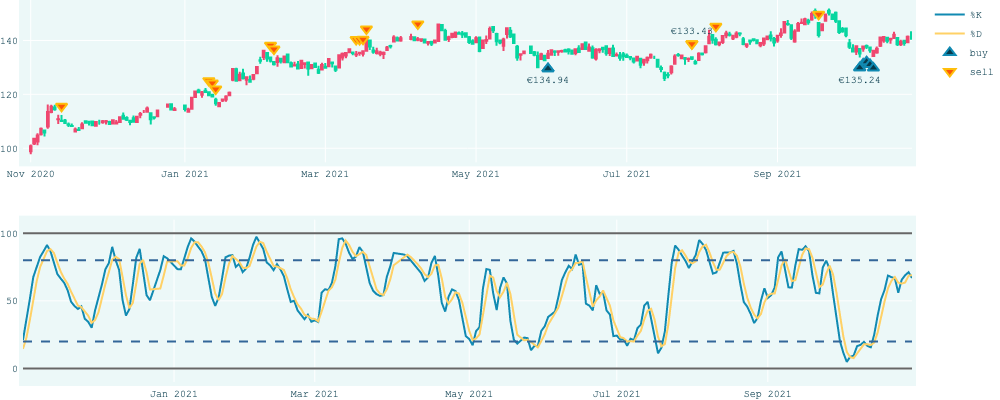 %K
%D
buy
sell
140
120
100
€133.43
€134.94
€135.24
Nov 2020
Jan 2021
Mar 2021
May 2021
Jul 2021
Sep 2021
100
50
0
Jan 2021
Mar 2021
May 2021
Jul 2021
Sep 2021